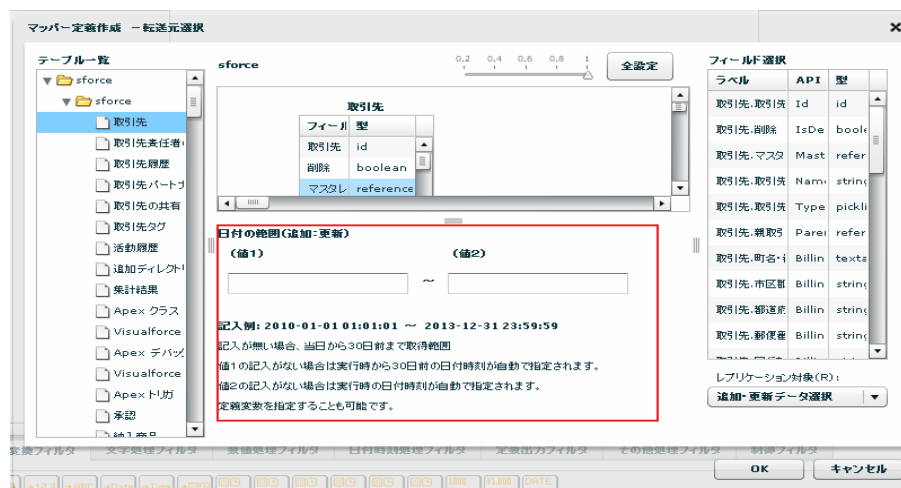 マッパー定義作成 －転送元選択
テーブル一覧
sforce
sforce
取引先
取引先責任者
取引先履歴
取引先パートナ
取引先の共有
取引先タグ
活動履歴
追加ディレクトリ
集計結果
Apex クラス
Visualforce
Apex デバッグ
Visualforce
Apex トリガ
承認
納入商品
sforce
0.2 0.4 0.6 0.8 1
全設定
取引先
フィール 型
取引先 id
削除 boolean
マスタレ reference
日付の範囲(追加・更新)
(値1) (値2)
～
記入例: 2010-01-01 01:01:01 ～ 2013-12-31 23:59:59
記入が無い場合、当日から30日前まで取得範囲
値1の記入がない場合は実行時から30日前の日付時刻が自動で指定されます。
値2の記入がない場合は実行時の日付時刻が自動で指定されます。
定義変数を指定することも可能です。
フィールド選択
ラベル API 型
取引先.取引先 Id id
取引先.削除 IsDe boole
取引先.マスタ Mast refer
取引先.取引先 Nam string
取引先.取引先 Type pickli
取引先.親取引 Parei refer
取引先.町名・ Billin texta
取引先.市区郡 Billin string
取引先.都道府 Billin string
取引先.郵便番 Billin string
レプリケーション対象(R):
追加・更新データ選択
変換フィルタ 文字処理フィルタ 数値処理フィルタ 日付時刻処理フィルタ 定数出力フィルタ その他処理フィルタ 制御フィルタ
OK キャンセル